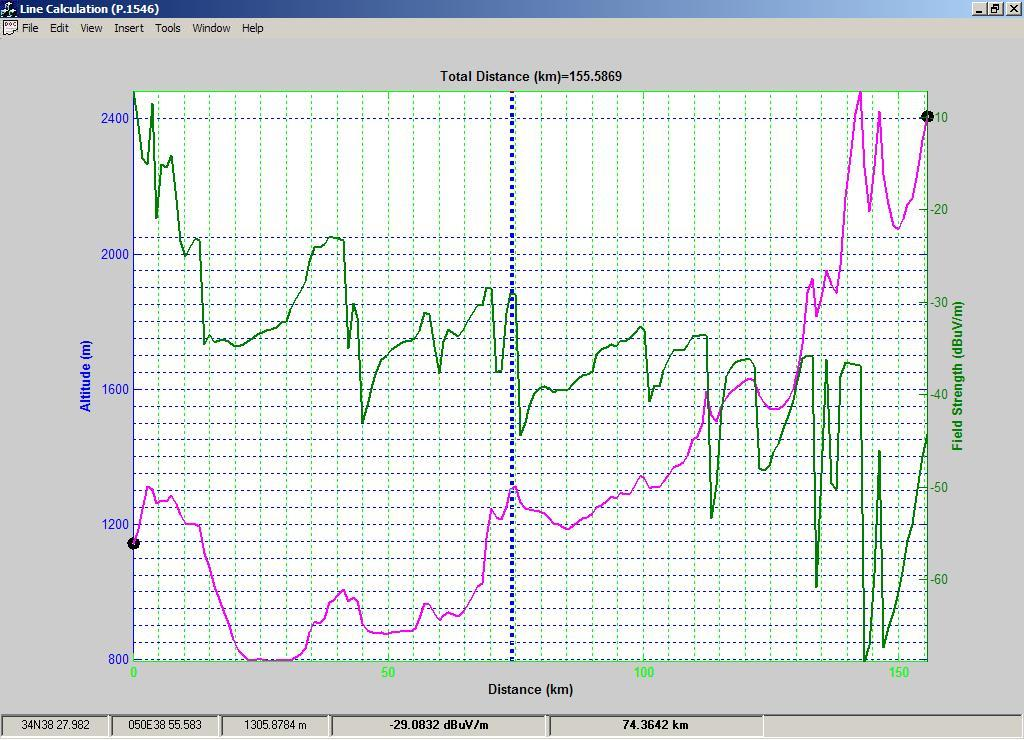 Line Calculation (P.1546)
File Edit View Insert Tools Window Help
Total Distance (km)=155.5869
2400
2000
1600
1200
800
Altitude (m)
10
-20
-30
-40
-50
-60
Field Strength (dBuV/m)
0 50 100 150
Distance (km)
34N38 27.982 050E38 55.583 1305.8784 m -29.0832 dBuV/m 74.3642 km